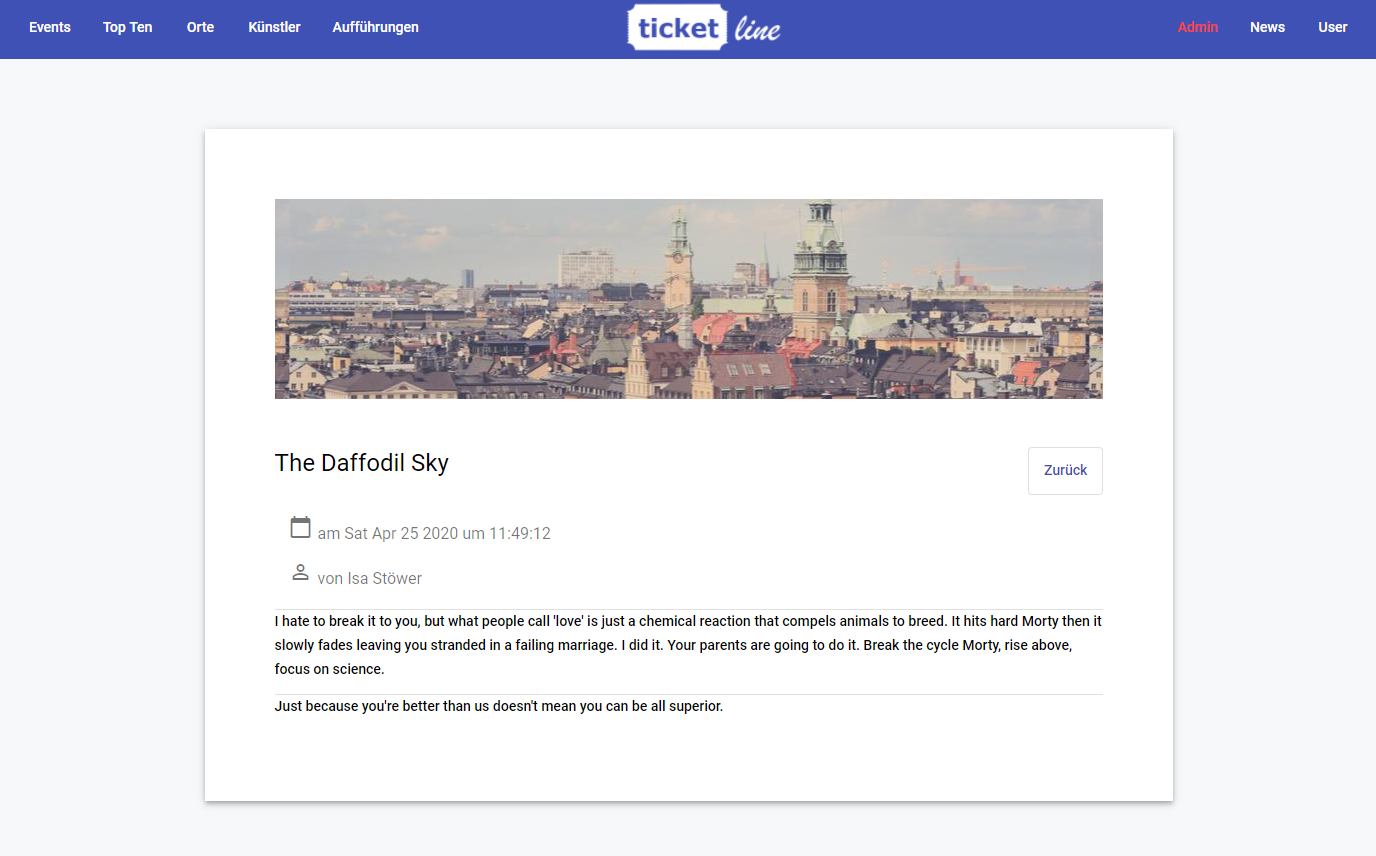 Events Top Ten Orte Künstler Aufführungen ticket line Admin News User
The Daffodil Sky
Zurück
am Sat Apr 25 2020 um 11:49:12
von Isa Stöwer
I hate to break it to you, but what people call 'love' is just a chemical reaction that compels animals to breed. It hits hard Morty then it
slowly fades leaving you stranded in a failing marriage. I did it. Your parents are going to do it. Break the cycle Morty, rise above,
focus on science.
Just because you're better than us doesn't mean you can be all superior.